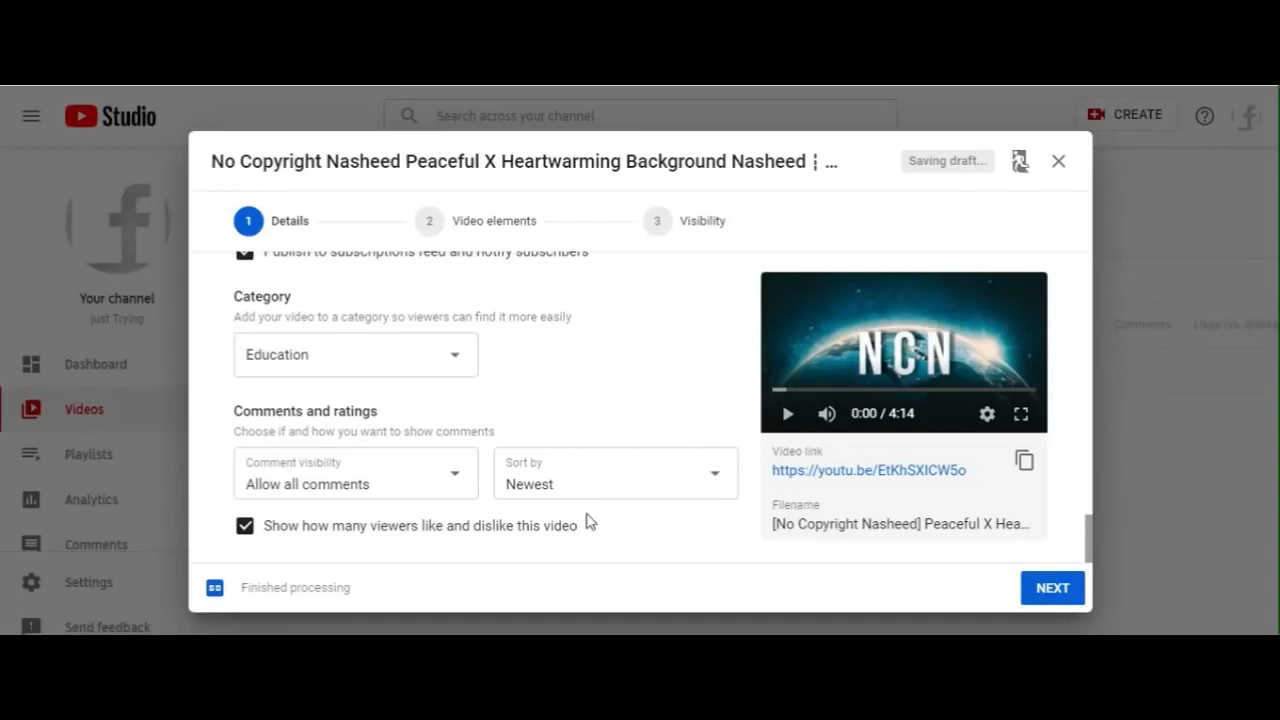 Studio
Search across your channel
CREATE
No Copyright Nasheed Peaceful X Heartwarming Background Nasheed ¦ ...
Saving draft...
1 Details
2 Video elements
3 Visibility
Your channel
Just Trying
Dashboard
Videos
Playlists
Analytics
Comments
Settings
Send feedback
Publish to subscriptions feed and notify subscribers
Category
Add your video to a category so viewers can find it more easily
Education
Comments and ratings
Choose if and how you want to show comments
Comment visibility
Allow all comments
Sort by
Newest
Show how many viewers like and dislike this video
NCN
0:00 / 4:14
Video link
https://youtu.be/EtKhSXICW5o
Filename
[No Copyright Nasheed] Peaceful X Hea...
Comments
Likes (vs.
SD
Finished processing
NEXT